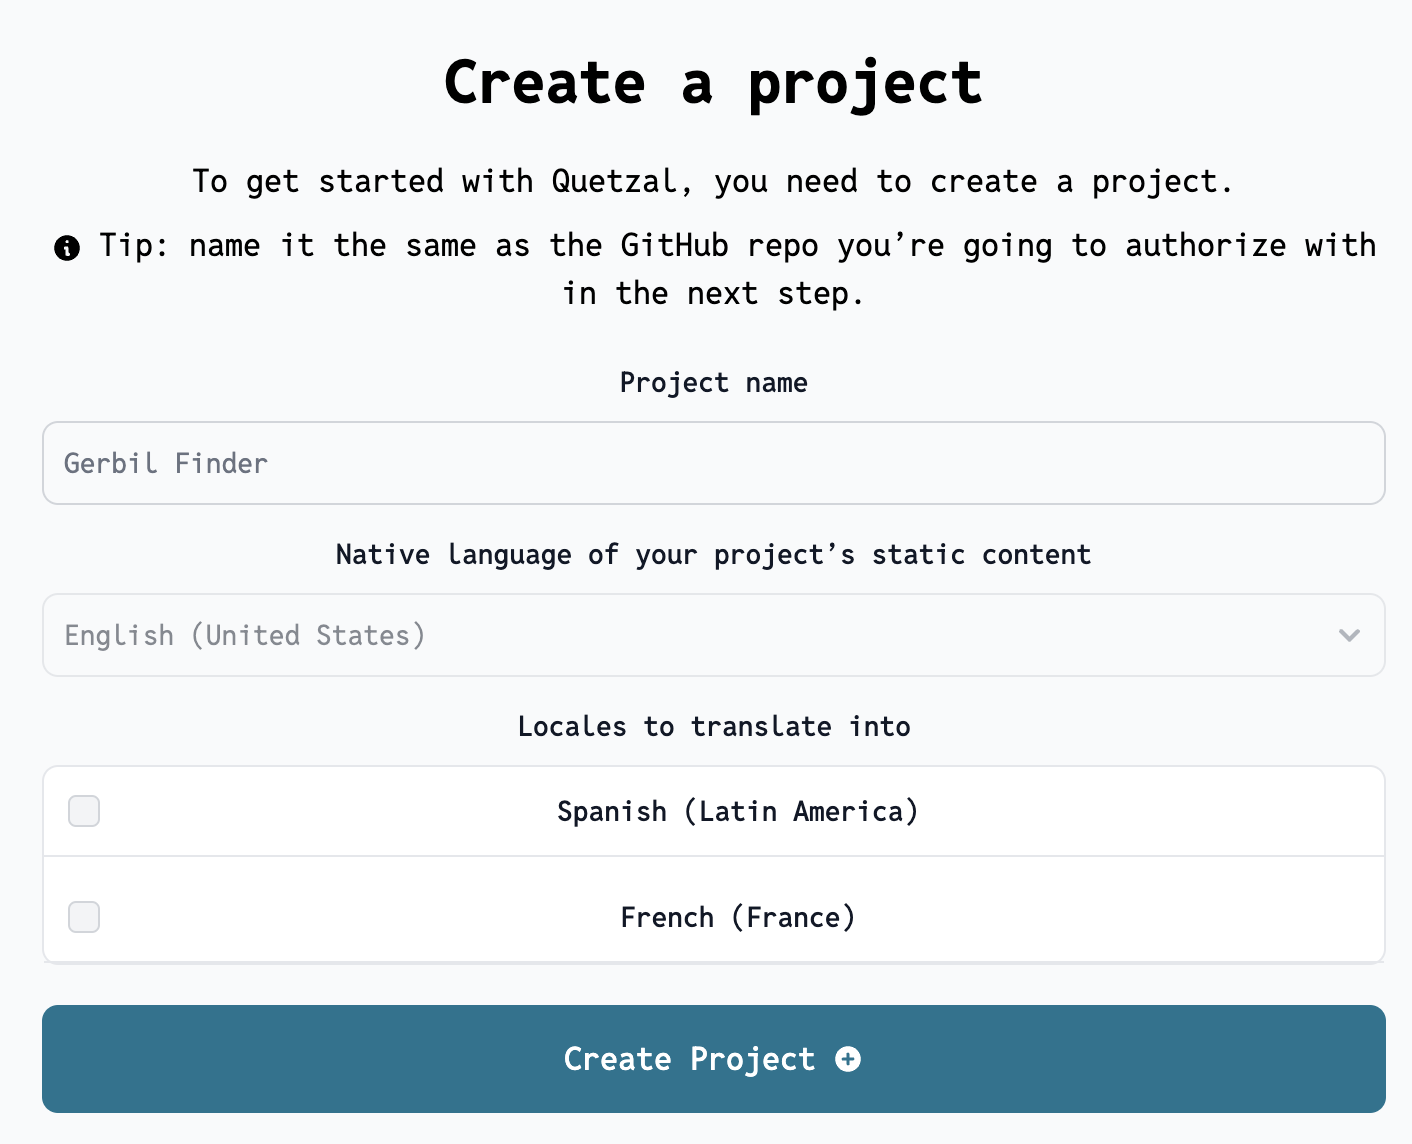 Create a project
To get started with Quetzal, you need to create a project.
Tip: name it the same as the GitHub repo you’re going to authorize with
in the next step.
Project name
Gerbil Finder
Native language of your project’s static content
English (United States)
Locales to translate into
Spanish (Latin America)
French (France)
Create Project